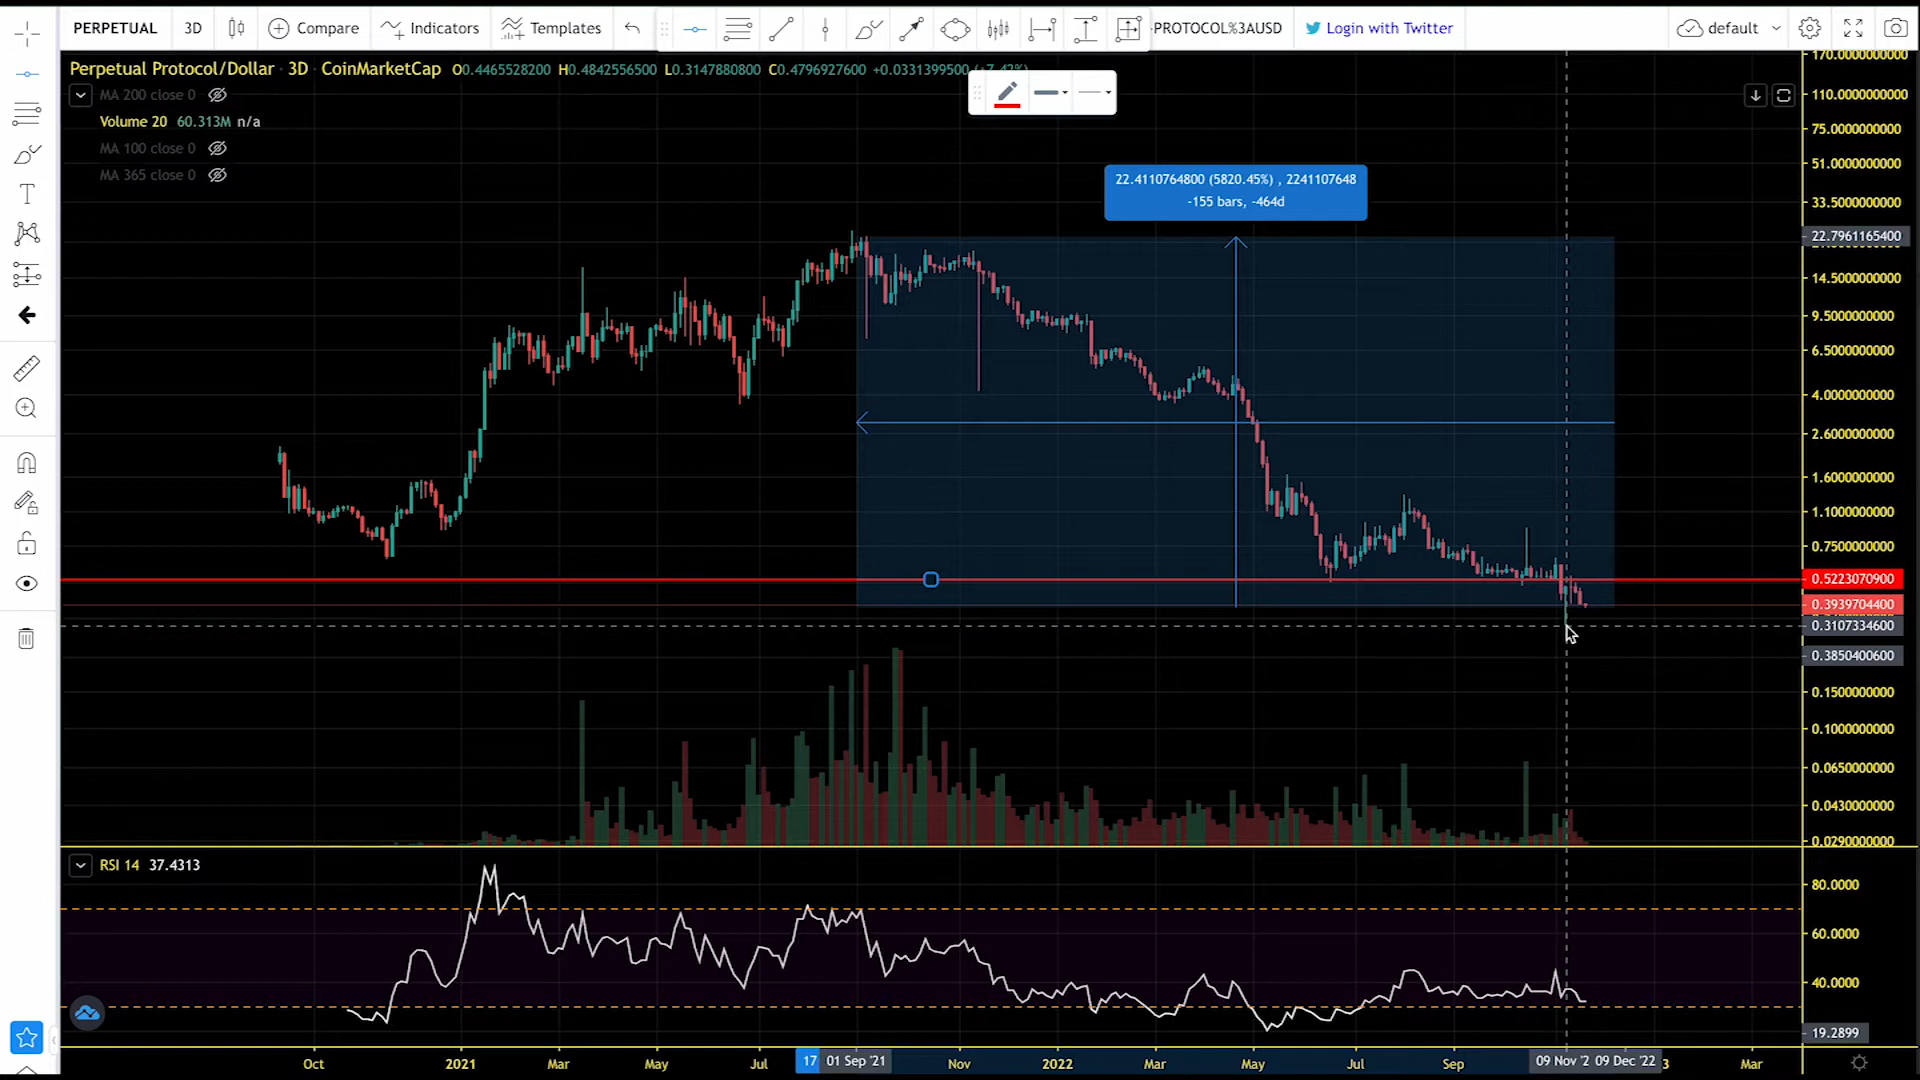 PERPETUAL 3D Compare Indicators Templates PROTOCOL%3AUSD Login with Twitter default
Perpetual Protocol/Dollar · 3D · CoinMarketCap O0.4465528200 H0.4842556500 L0.3147880800 C0.4796927600 +0.0331399500 (+7.42%)
MA 200 close 0
Volume 20 60.313M n/a
MA 100 close 0
MA 365 close 0
22.4110764800 (5820.45%) , 2241107648
-155 bars, -464d
170.0000000000
110.0000000000
75.0000000000
51.0000000000
33.5000000000
22.7961165400
14.5000000000
9.5000000000
6.5000000000
4.0000000000
2.6000000000
1.6000000000
1.1000000000
0.7500000000
0.5223070900
0.3939704400
0.3107334600
0.3850400600
0.1500000000
0.1000000000
0.0650000000
0.0430000000
0.0290000000
RSI 14 37.4313
80.0000
60.0000
40.0000
19.2899
Oct 2021 Mar May Jul 17 01 Sep '21 Nov 2022 Mar May Jul Sep 09 Nov '2 09 Dec '22 3 Mar